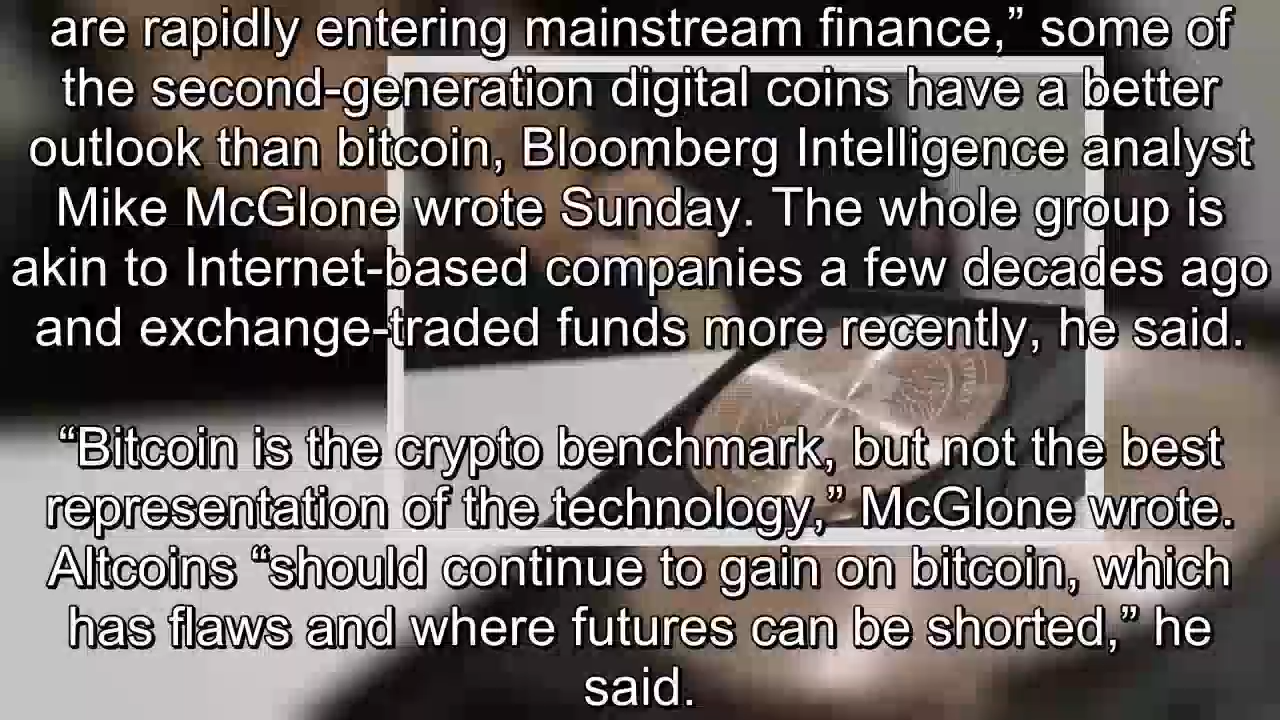 are rapidly entering mainstream finance,” some of
the second-generation digital coins have a better
outlook than bitcoin, Bloomberg Intelligence analyst
Mike McGlone wrote Sunday. The whole group is
akin to Internet-based companies a few decades ago
and exchange-traded funds more recently, he said.
“Bitcoin is the crypto benchmark, but not the best
representation of the technology,” McGlone wrote.
Altcoins “should continue to gain on bitcoin, which
has flaws and where futures can be shorted,” he
said.